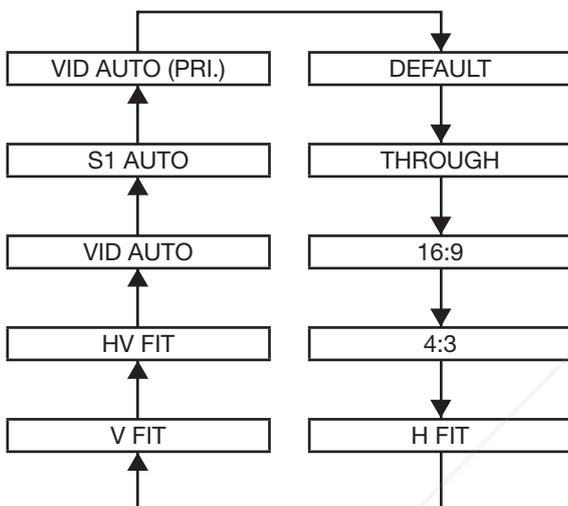 VID AUTO (PRI.)
DEFAULT
S1 AUTO
THROUGH
VID AUTO
16:9
HV FIT
4:3
V FIT
H FIT